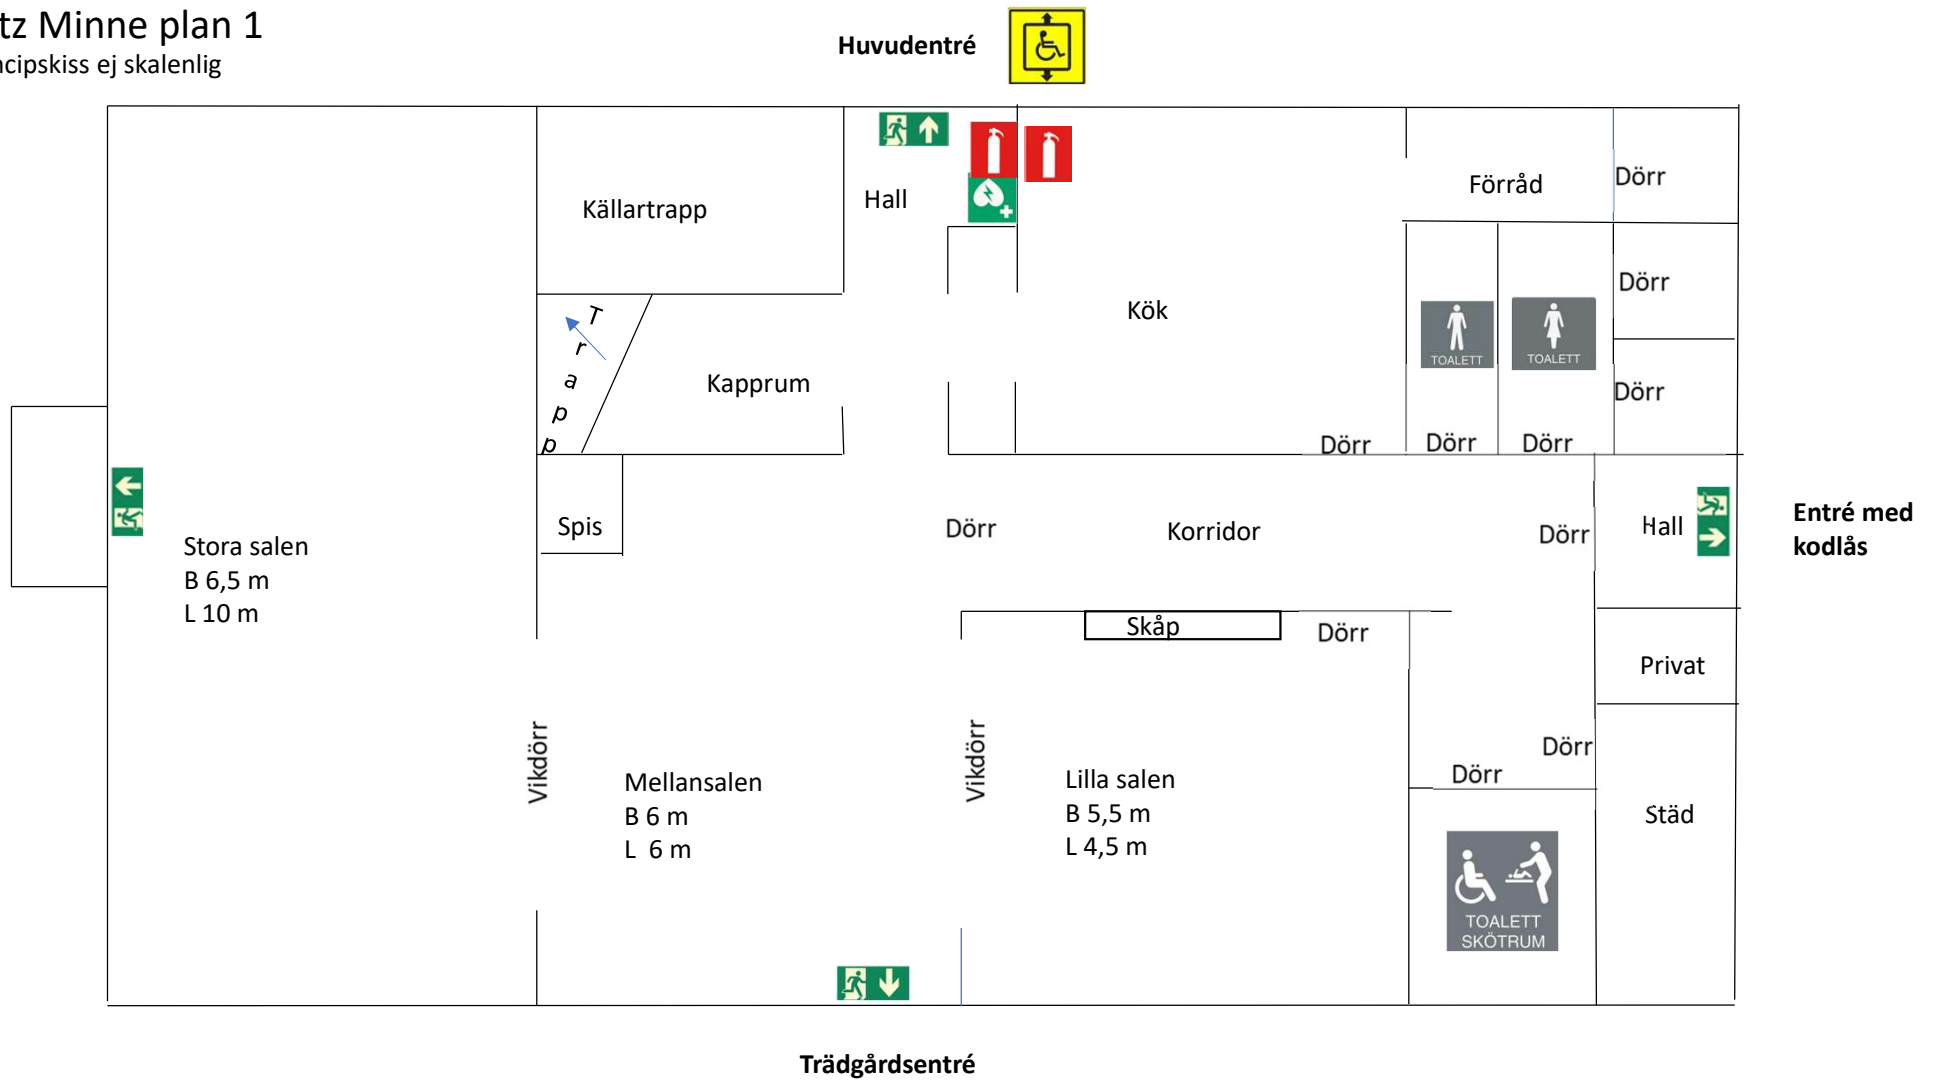 tz Minne plan 1
ncipskiss ej skalenlig
Huvudentré
Källartrapp
Hall
Kök
Förråd
Dörr
Dörr
Dörr
TOALETT
TOALETT
Trapp
Kapprum
Dörr
Dörr
Dörr
Spis
Dörr
Korridor
Dörr
Hall
Entré med
kodlås
Stora salen
B 6,5 m
L 10 m
Skåp
Dörr
Privat
Vikdörr
Mellansalen
B 6 m
L 6 m
Vikdörr
Lilla salen
B 5,5 m
L 4,5 m
Dörr
Dörr
Städ
TOALETT
SKÖTRUM
Trädgårdsentré